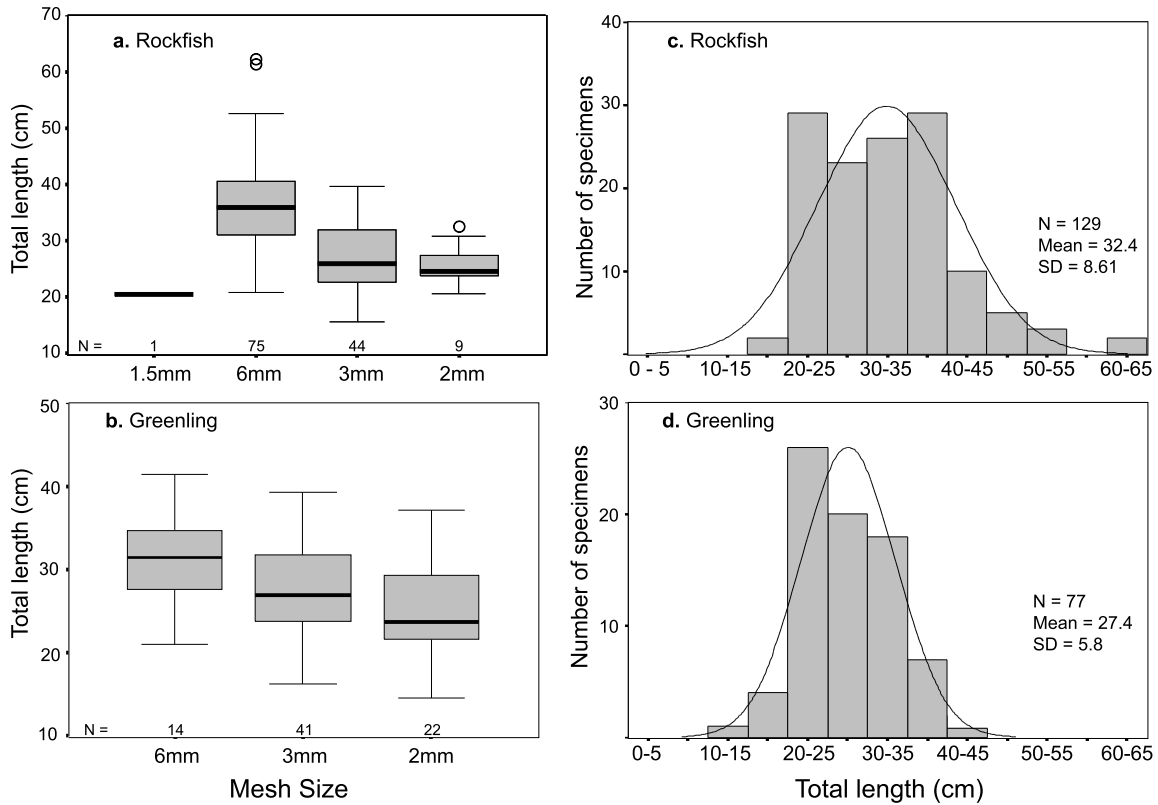 a. Rockfish
70
60
50
40
30
20
10
Total length (cm)
N = 1 75 44 9
1.5mm 6mm 3mm 2mm
b. Greenling
50
40
30
20
10
Total length (cm)
N = 14 41 22
6mm 3mm 2mm
Mesh Size
c. Rockfish
40
30
20
10
Number of specimens
N = 129
Mean = 32.4
SD = 8.61
0 - 5 10-15 20-25 30-35 40-45 50-55 60-65
d. Greenling
30
20
10
Number of specimens
N = 77
Mean = 27.4
SD = 5.8
0-5 10-15 20-25 30-35 40-45 50-55 60-65
Total length (cm)